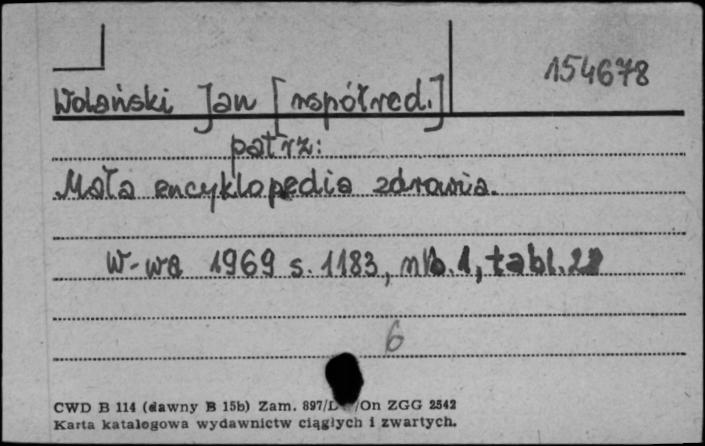 154678
Wolański Jan [współred.]
patrz:
Mała encyklopedia zdrowia.
W-wa 1969 s. 1183, nlb. 1, tabl.
6
CWD B 114 (dawny B 15b) Zam. 897/D /On ZGG 2542
Karta katalogowa wydawnictw ciągłych i zwartych.